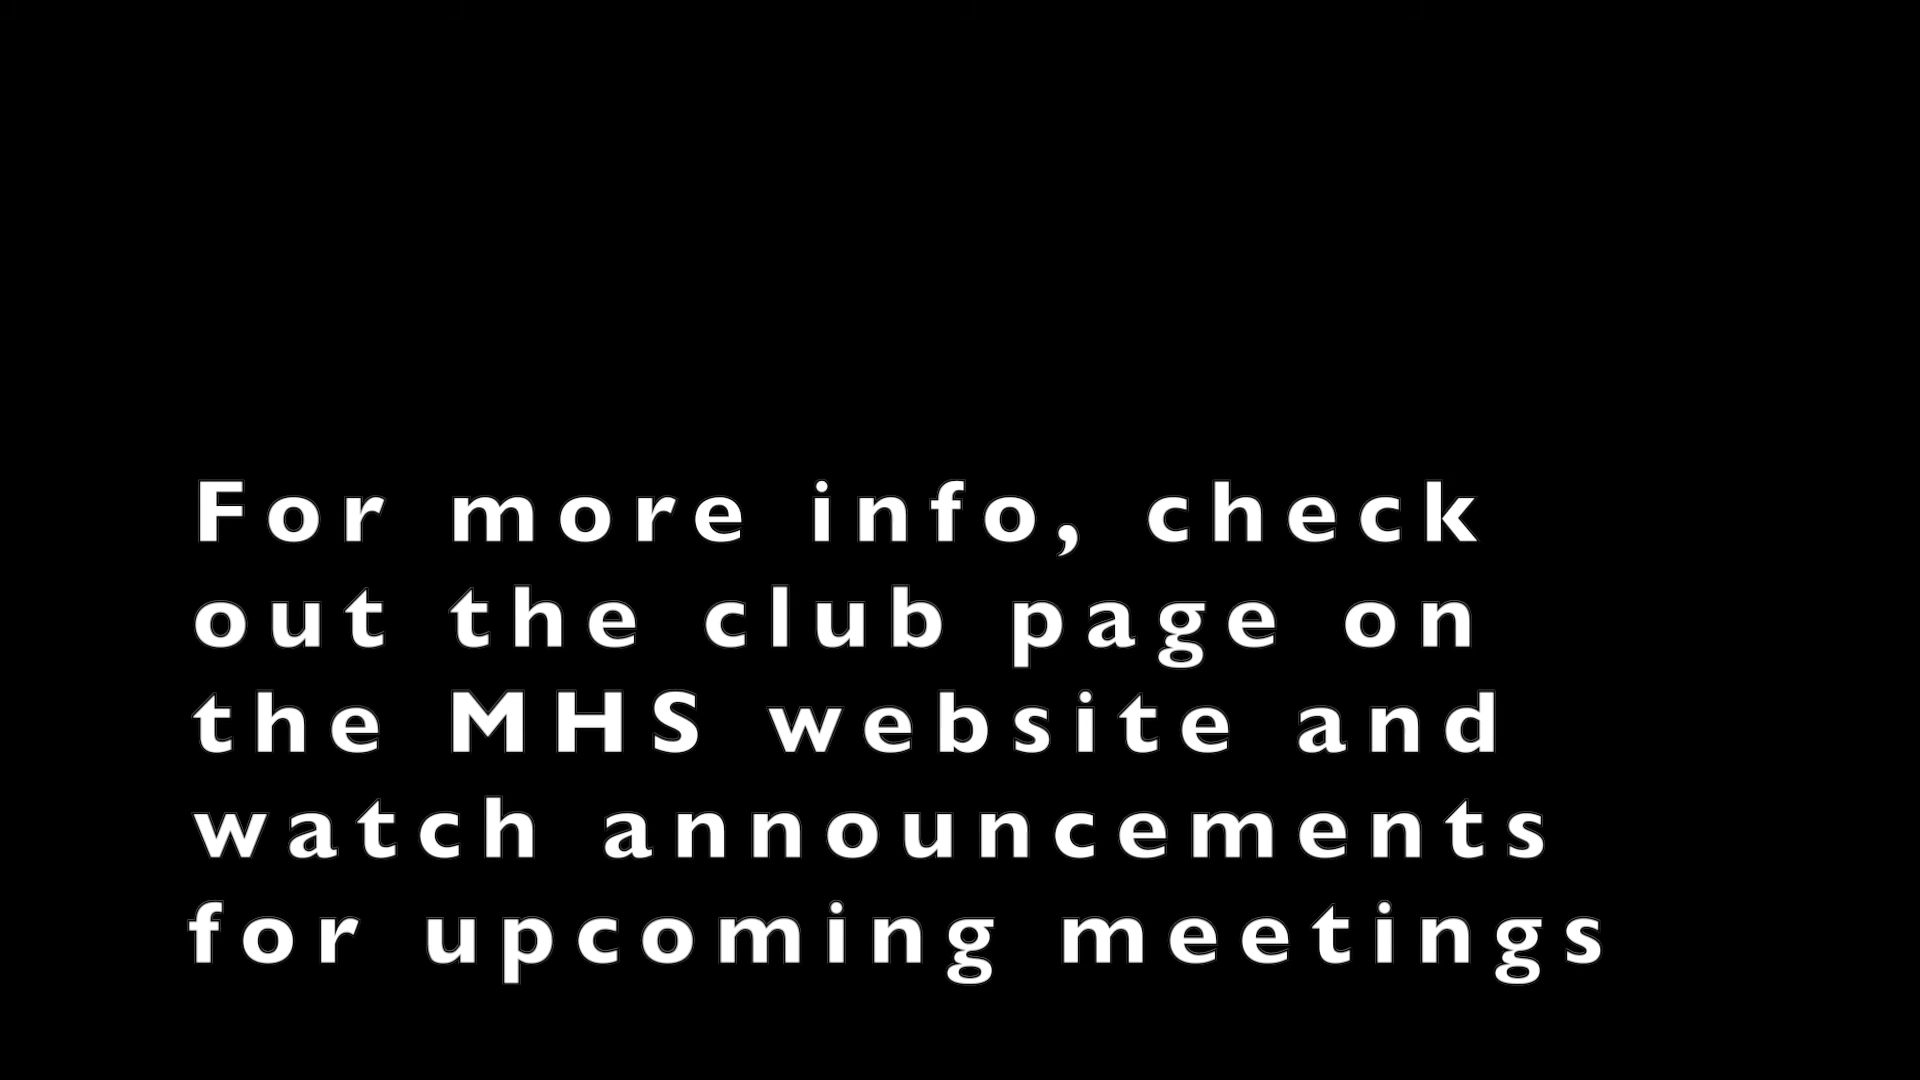 For more info, check
out the club page on
the MHS website and
watch announcements
for upcoming meetings